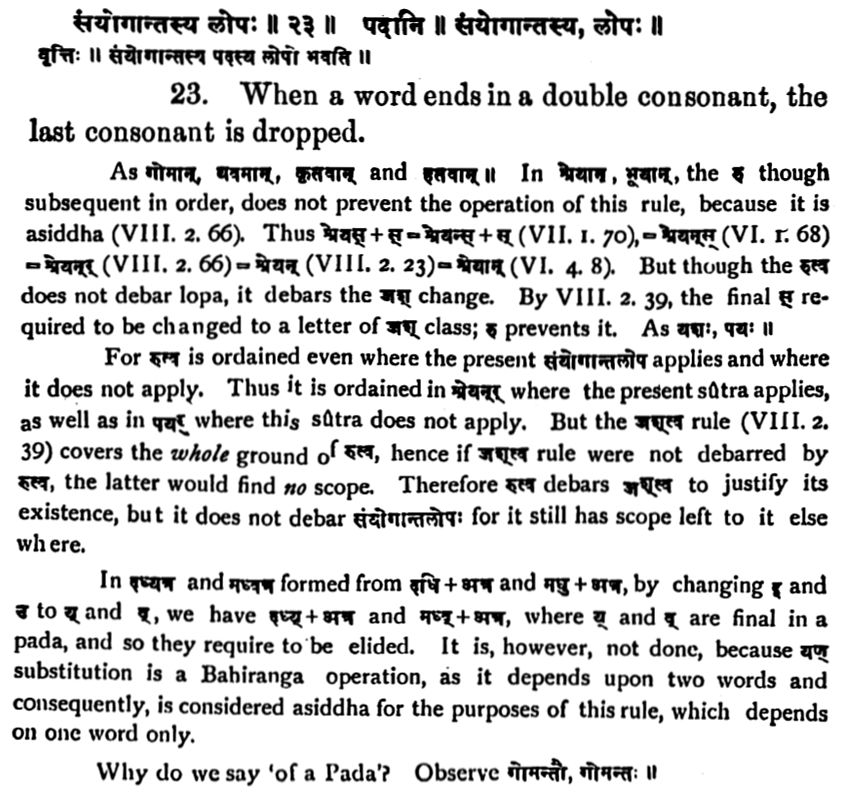 संयोगान्तस्य लोपः ॥ २३ ॥ पदानि ॥ संयोगान्तस्य, लोपः ॥
वृत्तिः ॥ संयोगान्तस्य पदस्य लोपो भवति ॥
23. When a word ends in a double consonant, the
last consonant is dropped.
As गोमान्, यवमान्, कृतवान् and हतवान् ॥ In श्रेयान, भूयान्, the रु though
subsequent in order, does not prevent the operation of this rule, because it is
asiddha (VIII. 2. 66). Thus श्रेयस् + स् = श्रेयन्स् + स् (VII. 1. 70), = श्रेयन्स् (VI. 1. 68)
= श्रेयन्र् (VIII. 2. 66) = श्रेयन् (VIII. 2. 23) = श्रेयान् (VI. 4. 8). But though the रुत्व
does not debar lopa, it debars the जश् change. By VIII. 2. 39, the final स् re-
quired to be changed to a letter of जश् class; रु prevents it. As यशः, पयः ॥
For रुत्व is ordained even where the present संयोगान्तलोप applies and where
it does not apply. Thus it is ordained in श्रेयन्र् where the present sûtra applies,
as well as in पयर् where this sûtra does not apply. But the जश्त्व rule (VIII. 2.
39) covers the whole ground of रुत्व, hence if जश्त्व rule were not debarred by
रुत्व, the latter would find no scope. Therefore रुत्व debars जश्त्व to justify its
existence, but it does not debar संयोगान्तलोपः for it still has scope left to it else
where.
In दध्यत्र and मध्वत्र formed from दधि + अत्र and मधु + अत्र, by changing इ and
उ to य् and व्, we have दध्य् + अत्र and मध्व् + अत्र, where य् and व् are final in a
pada, and so they require to be elided. It is, however, not done, because यण्
substitution is a Bahiranga operation, as it depends upon two words and
consequently, is considered asiddha for the purposes of this rule, which depends
on one word only.
Why do we say 'of a Pada'? Observe गोमन्तौ, गोमन्तः ॥